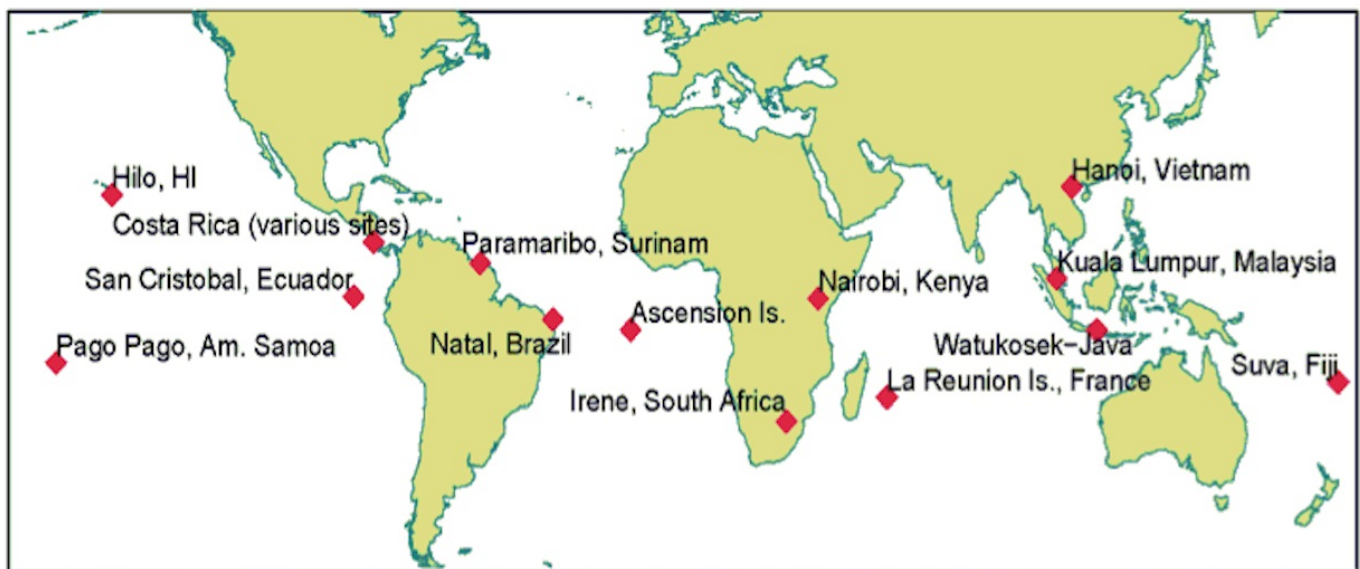 Hilo, HI
Hanoi, Vietnam
Costa Rica (various sites)
Paramaribo, Surinam
Kuala Lumpur, Malaysia
San Cristobal, Ecuador
Nairobi, Kenya
Ascension Is.
Natal, Brazil
Watukosek-Java
Pago Pago, Am. Samoa
Suva, Fiji
La Reunion Is., France
Irene, South Africa